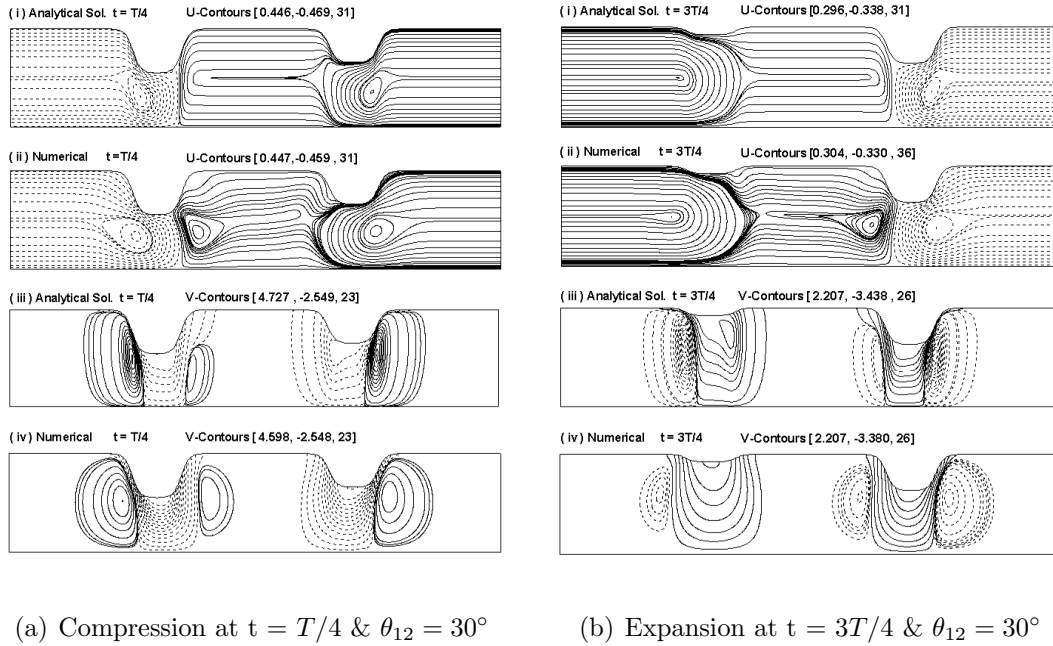 ( i ) Analytical Sol. t = T/4 U-Contours [ 0.446,-0.469, 31]
( ii ) Numerical t =T/4 U-Contours [0.447,-0.459 , 31]
( iii ) Analytical Sol. t = T/4 V-Contours [ 4.727 , -2.549, 23]
( iv ) Numerical t = T/4 V-Contours [ 4.598, -2.548, 23]
(a) Compression at t = T/4 & θ12 = 30°
( i ) Analytical Sol. t = 3T/4 U-Contours [ 0.296,-0.338, 31]
( ii ) Numerical t = 3T/4 U-Contours [0.304, -0.330, 36]
( iii ) Analytical Sol. t = 3T/4 V-Contours [ 2.207, -3.438 , 26]
( iv ) Numerical t = 3T/4 V-Contours [ 2.207, -3.380, 26]
(b) Expansion at t = 3T/4 & θ12 = 30°